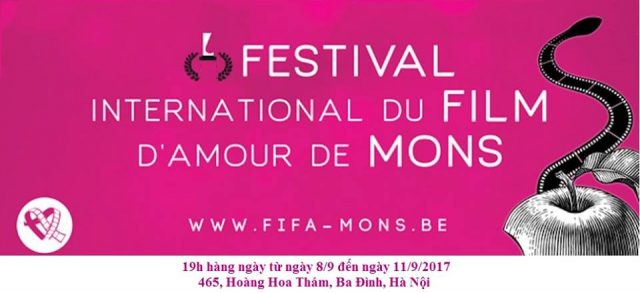 FESTIVAL
INTERNATIONAL DU FILM
D'AMOUR DE MONS
WWW.FIFA-MONS.BE
19h hàng ngày từ ngày 8/9 đến ngày 11/9/2017
465, Hoàng Hoa Thám, Ba Đình, Hà Nội